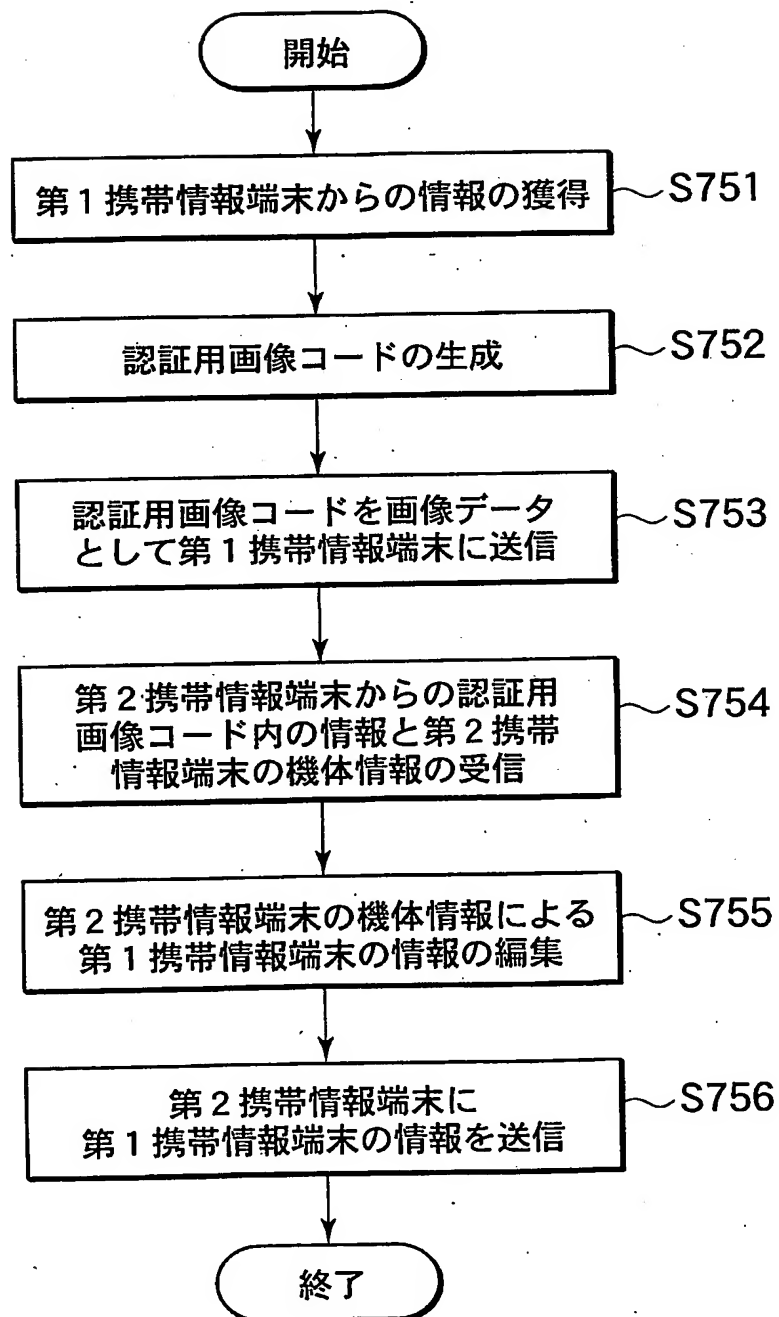 開始
第1携帯情報端末からの情報の獲得
S751
認証用画像コードの生成
S752
認証用画像コードを画像データ
として第1携帯情報端末に送信
S753
第2携帯情報端末からの認証用
画像コード内の情報と第2携帯
情報端末の機体情報の受信
S754
第2携帯情報端末の機体情報による
第1携帯情報端末の情報の編集
S755
第2携帯情報端末に
第1携帯情報端末の情報を送信
S756
終了